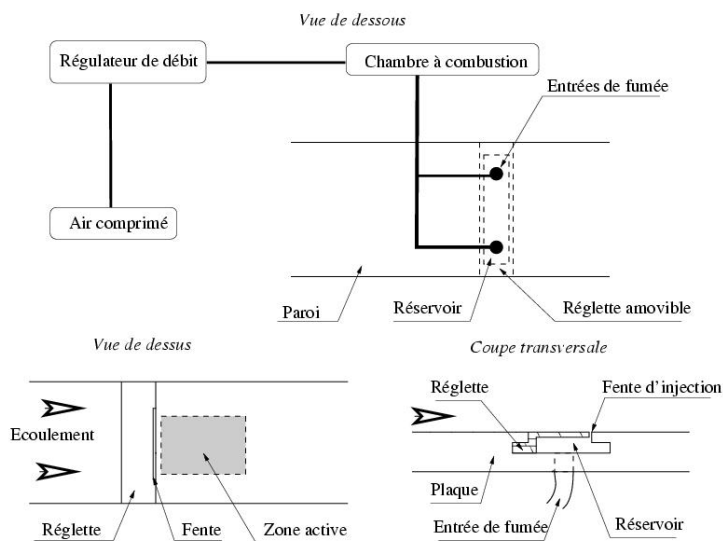 Vue de dessous
Régulateur de débit
Chambre à combustion
Entrées de fumée
Air comprimé
Paroi
Réservoir
Réglette amovible
Vue de dessus
Ecoulement
Réglette
Fente
Zone active
Coupe transversale
Réglette
Fente d'injection
Plaque
Entrée de fumée
Réservoir